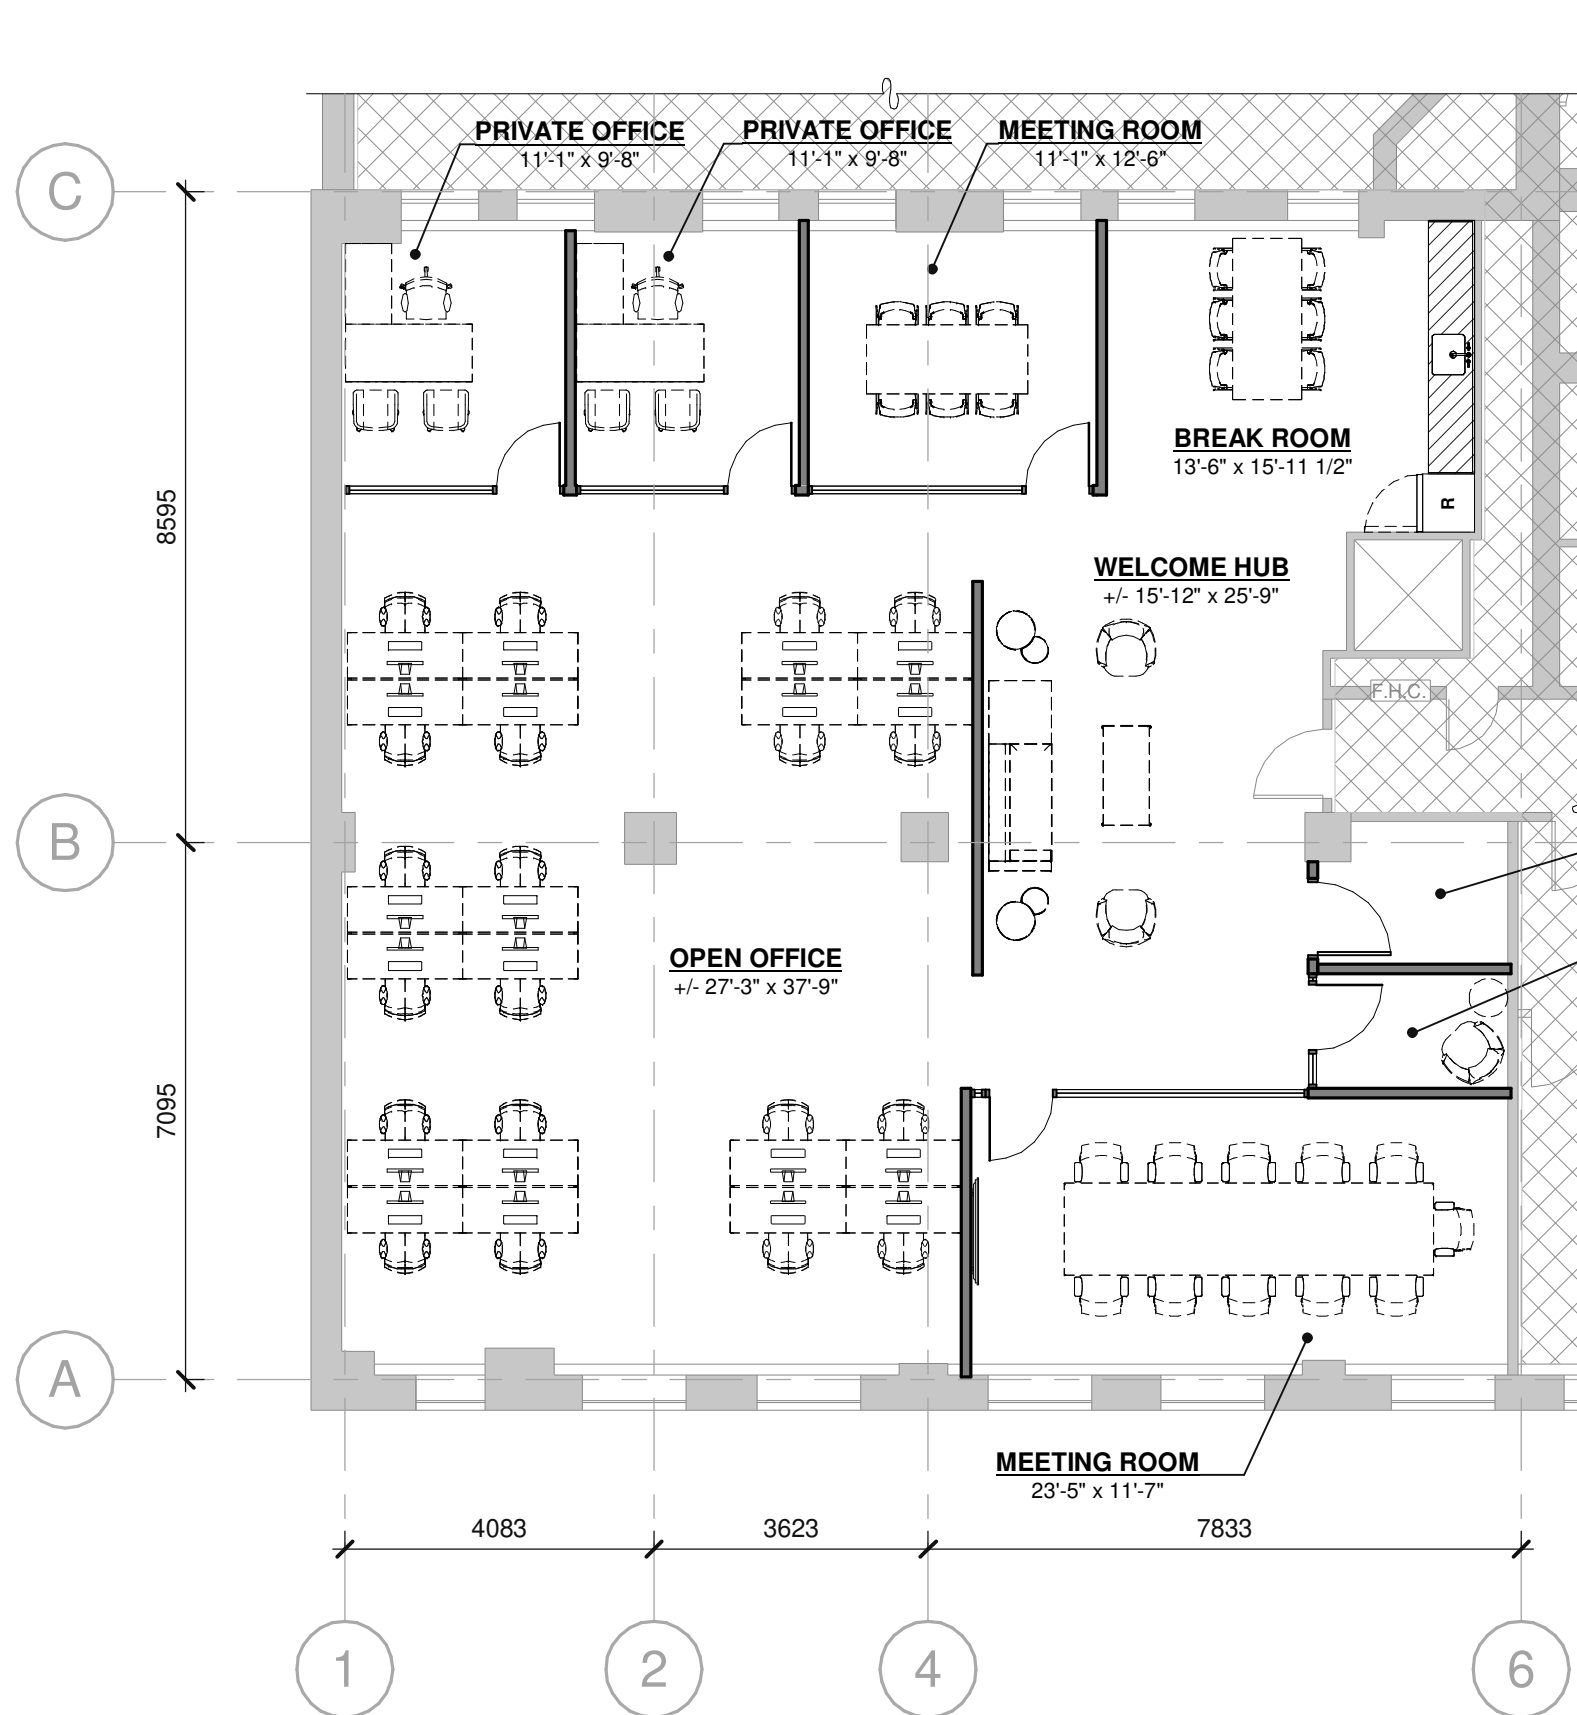 PRIVATE OFFICE
11'-1" x 9'-8"
PRIVATE OFFICE
11'-1" x 9'-8"
MEETING ROOM
11'-1" x 12'-6"
C
BREAK ROOM
13'-6" x 15'-11 1/2"
R
8595
WELCOME HUB
+/- 15'-12" x 25'-9"
F.H.C.
B
OPEN OFFICE
+/- 27'-3" x 37'-9"
7095
A
MEETING ROOM
23'-5" x 11'-7"
4083
3623
7833
1
2
4
6